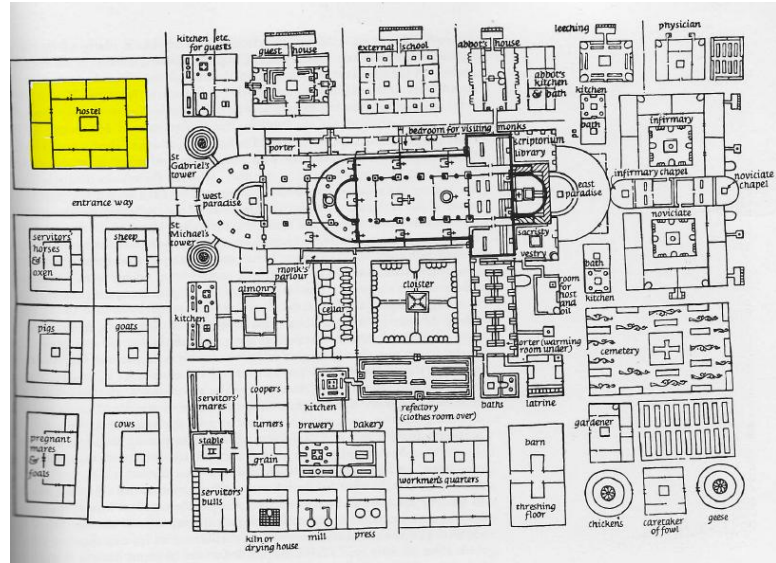 kitchen etc.
for guests
guest house
external school
abbot's house
leeching
physician
abbot's
kitchen
& bath
kitchen
bath
infirmary
hostel
St
Gabriel's
tower
porter
bedroom for visiting monks
scriptorium
library
entrance way
west
paradise
east
paradise
infirmary chapel
noviciate
chapel
St
Michael's
tower
sacristy
vestry
noviciate
servitors'
horses
&
oxen
sheep
monk's
parlour
cloister
bath
kitchen
room
for
host
and
oil
kitchen
almonry
cellar
pigs
goats
orter (warming
room under)
cemetery
kitchen
refectory
(clothes room over)
baths
latrine
servitors'
mares
coopers
turners
grain
brewery
bakery
stable
servitors'
bulls
pregnant
mares
&
foals
cows
gardener
workmen's quarters
barn
threshing
floor
kiln or
drying house
mill
press
chickens
caretaker
of fowl
geese